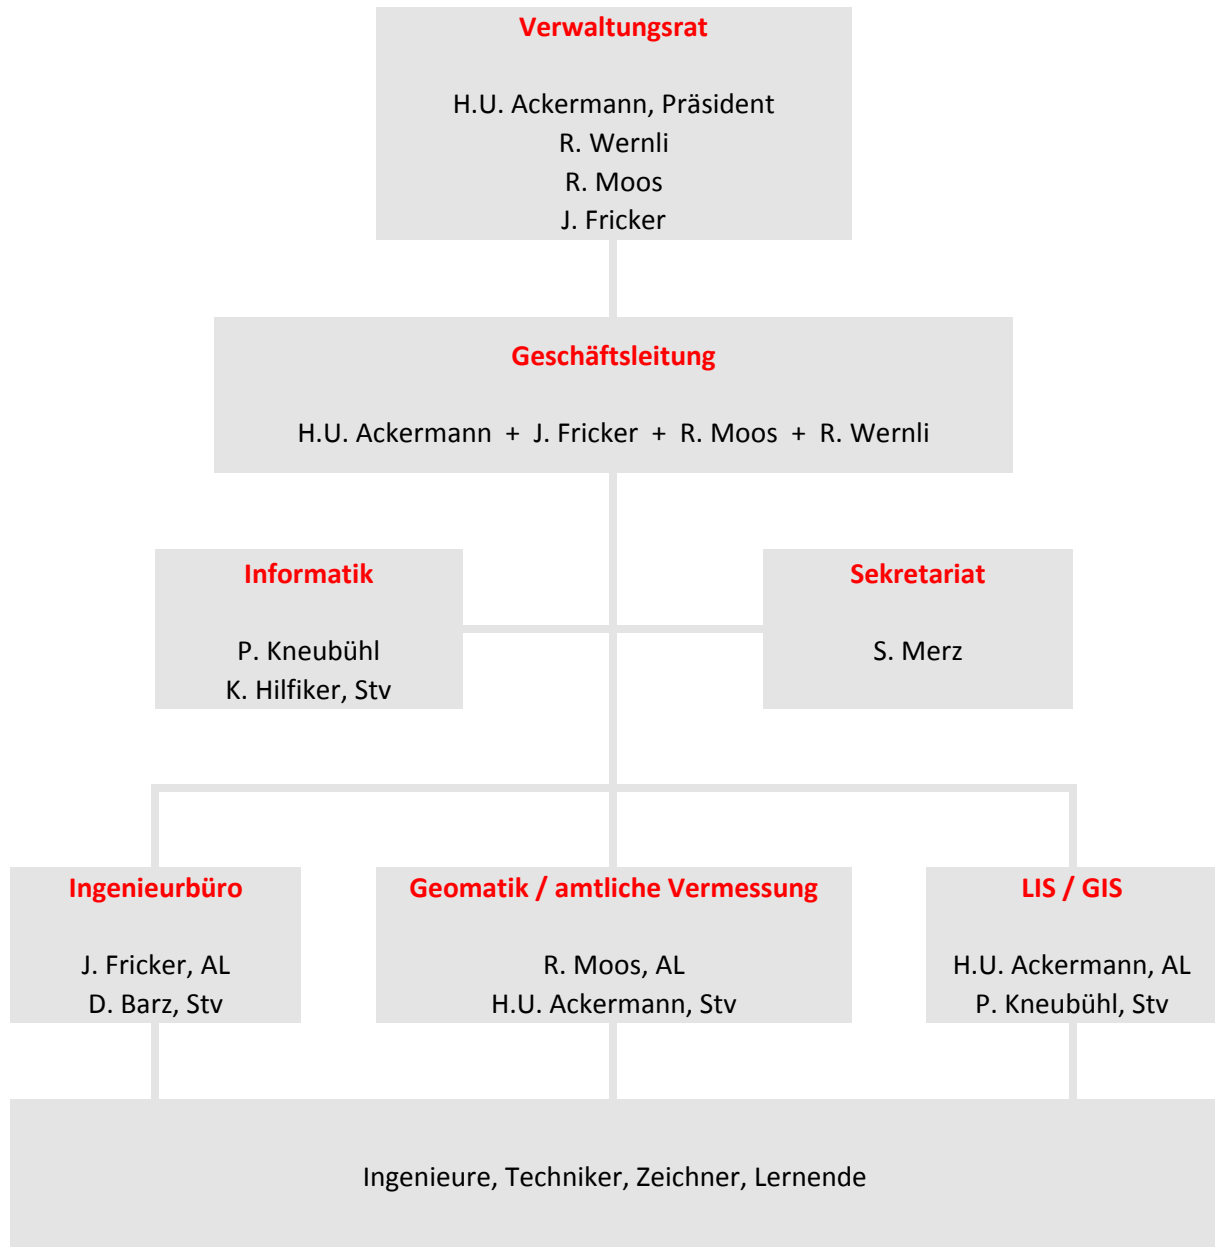 Verwaltungsrat
H.U. Ackermann, Präsident
R. Wernli
R. Moos
J. Fricker
Geschäftsleitung
H.U. Ackermann + J. Fricker + R. Moos + R. Wernli
Informatik
P. Kneubühl
K. Hilfiker, Stv
Sekretariat
S. Merz
Ingenieurbüro
J. Fricker, AL
D. Barz, Stv
Geomatik / amtliche Vermessung
R. Moos, AL
H.U. Ackermann, Stv
LIS / GIS
H.U. Ackermann, AL
P. Kneubühl, Stv
Ingenieure, Techniker, Zeichner, Lernende